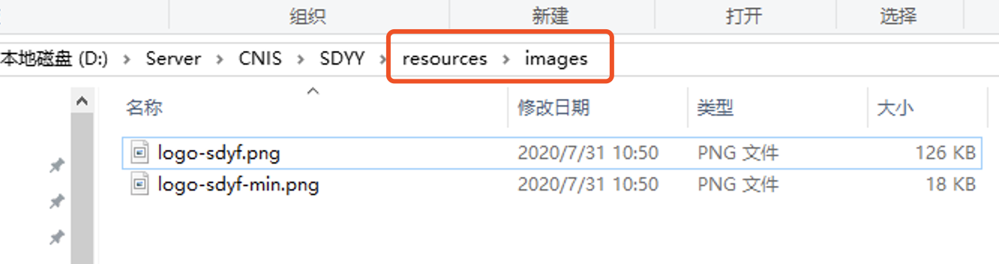 组织 新建 打开 选择
本地磁盘 (D:) > Server > CNIS > SDYY > resources > images
名称 修改日期 类型 大小
logo-sdyf.png 2020/7/31 10:50 PNG 文件 126 KB
logo-sdyf-min.png 2020/7/31 10:50 PNG 文件 18 KB